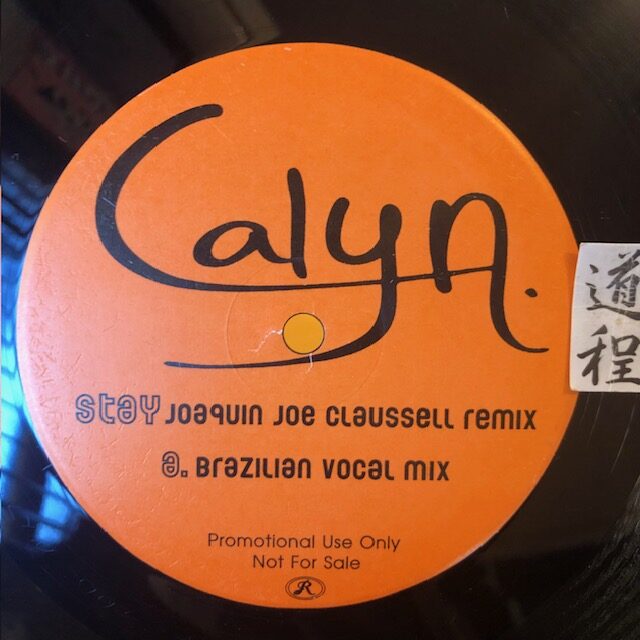 Calyn.
stay Joaquin Joe Claussell Remix
a. Brazilian Vocal Mix
Promotional Use Only
Not For Sale
R
道
程